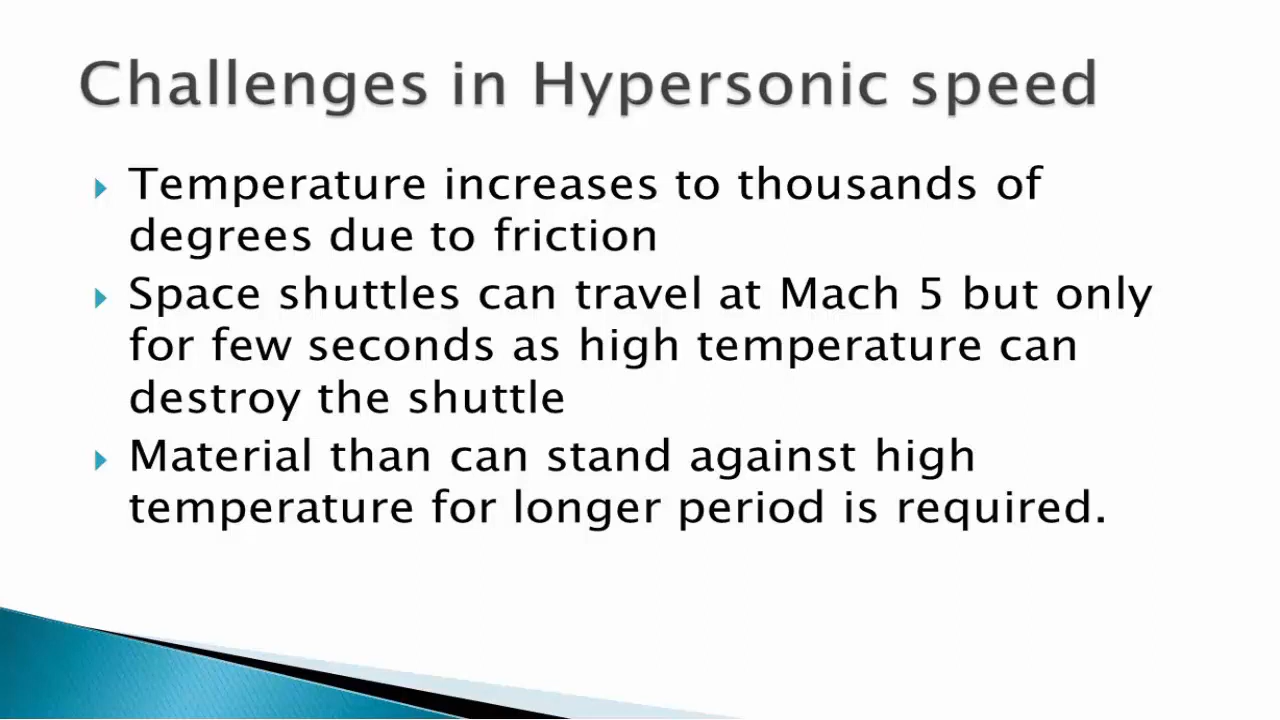 Challenges in Hypersonic speed
Temperature increases to thousands of
degrees due to friction
Space shuttles can travel at Mach 5 but only
for few seconds as high temperature can
destroy the shuttle
Material than can stand against high
temperature for longer period is required.